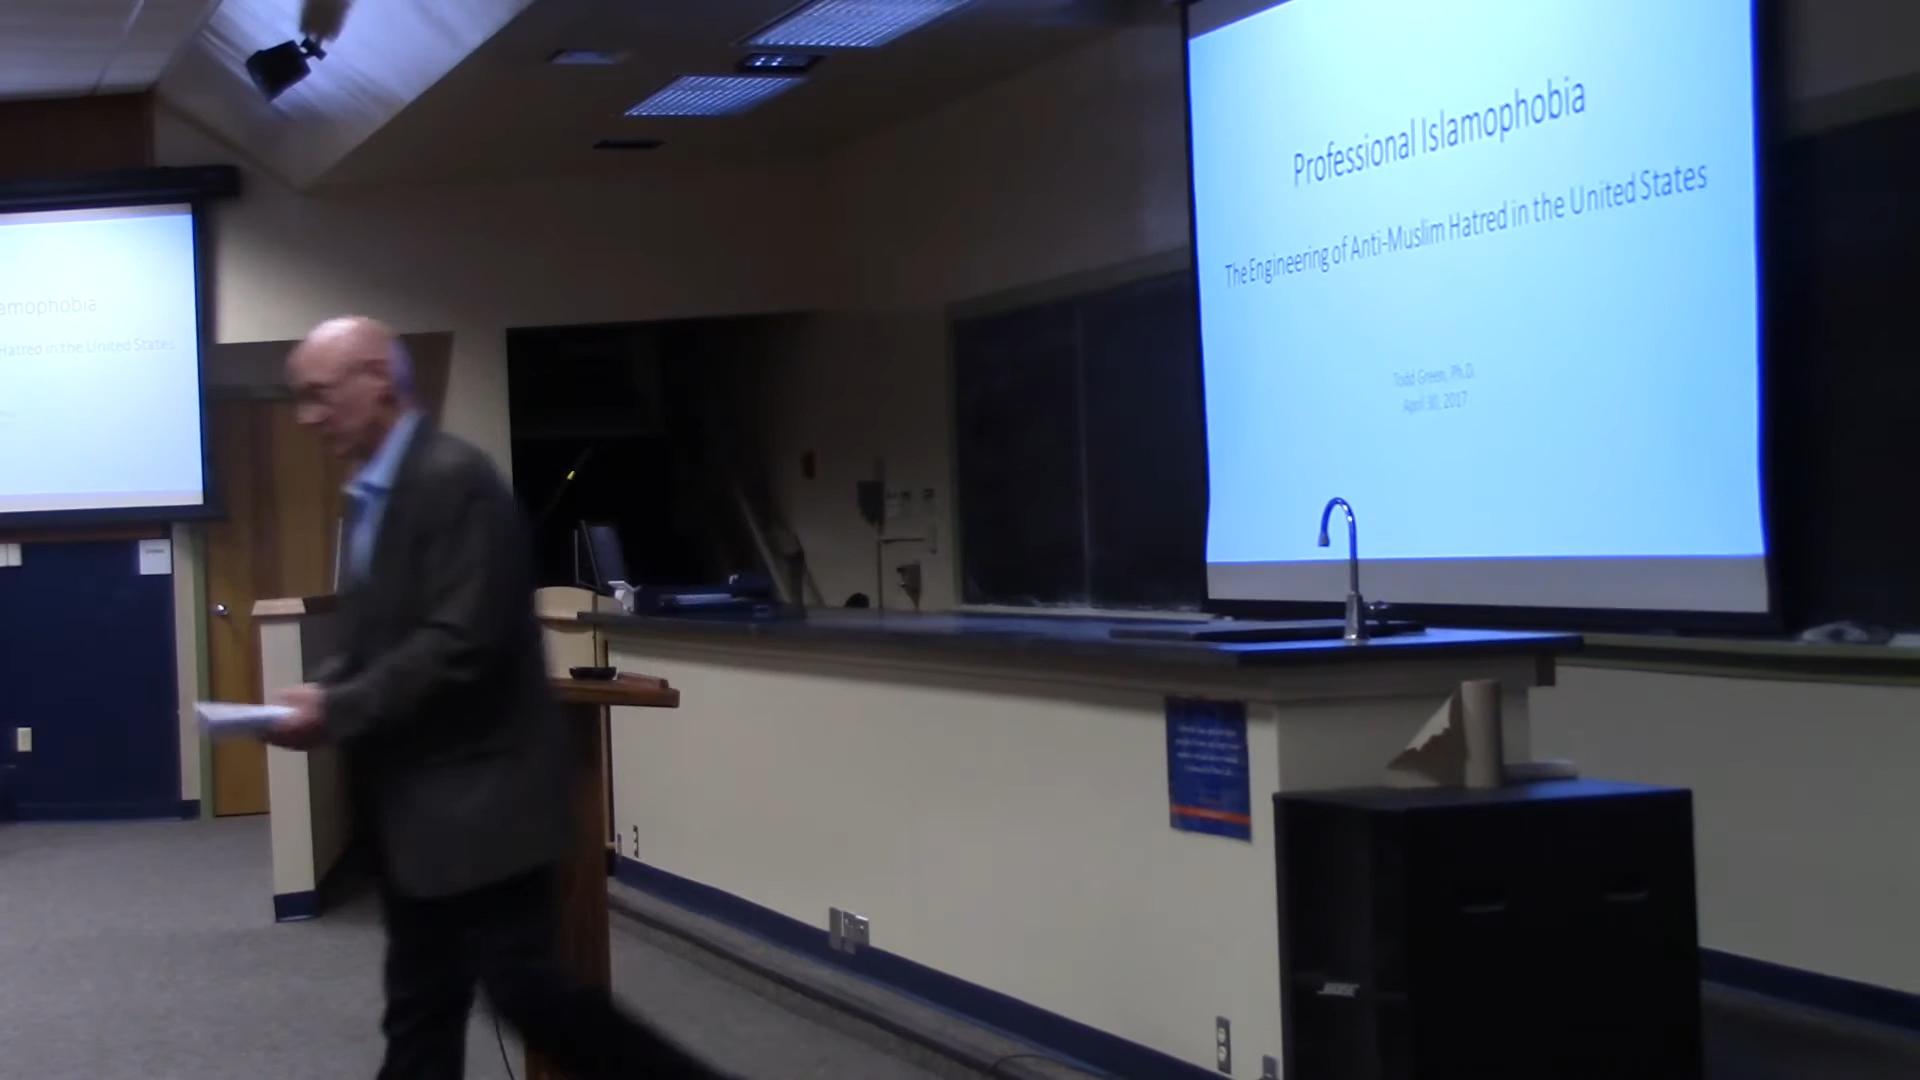 Professional Islamophobia
The Engineering of Anti-Muslim Hatred in the United States
Todd Green, Ph.D.
April 30, 2017
amophobia
Hatred in the United States
BOSE